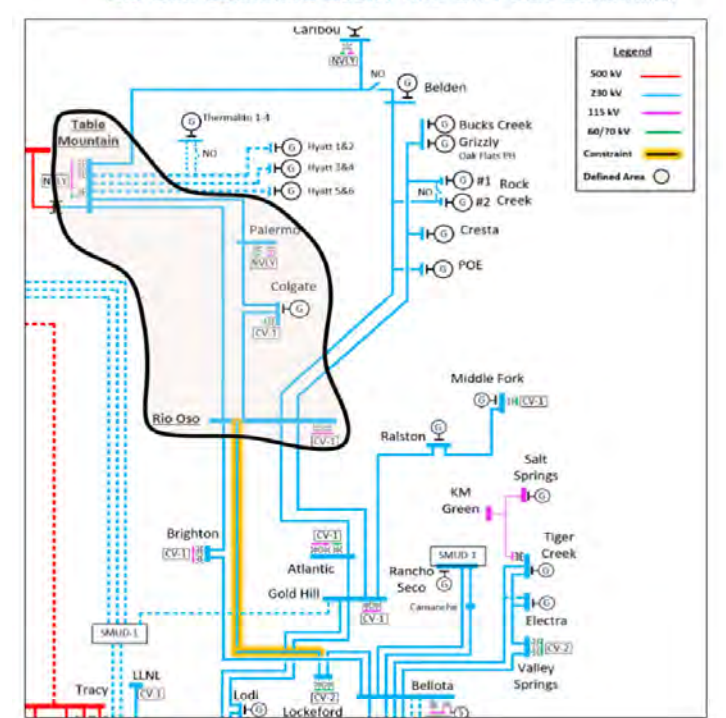 Caribou
NVLY
NO
Belden
G
Legend
500 kV
230 kV
115 kV
60/70 kV
Constraint
Defined Area
Table
Mountain
NVLY
G
Thermalito 1-4
NO
G Hyatt 1&2
G Hyatt 3&4
G Hyatt 5&6
G Bucks Creek
G Grizzly
Oak Flats PH
G #1 Rock
NO
G #2 Creek
G Cresta
G POE
Palermo
NVLY
Colgate
G
CV-1
Rio Oso
CV-1
Middle Fork
G
CV-1
Ralston
G
Salt
Springs
G
KM
Green
Brighton
CV-1
CV-1
Atlantic
Gold Hill
CV-1
SMUD-1
Rancho
Seco
G
Camanche
Tiger
Creek
G
G
Electra
CV-2
Valley
Springs
SMUD-1
Tracy
LLNL
CV-1
Lodi
G
CV-2
Lockeford
Bellota
G